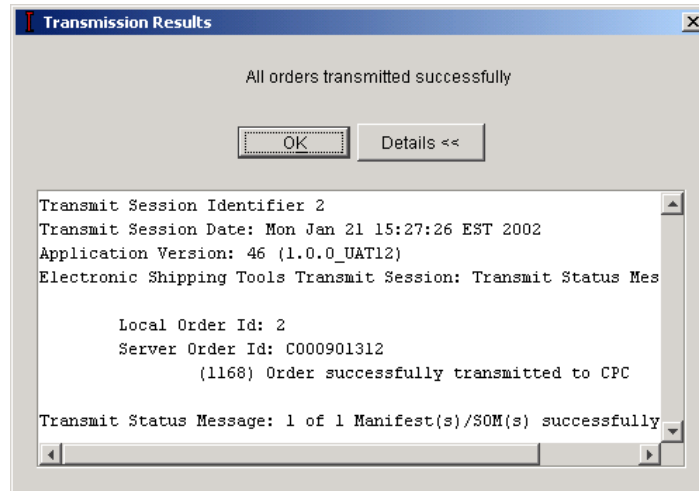 Transmission Results
All orders transmitted successfully
OK
Details <<
Transmit Session Identifier 2
Transmit Session Date: Mon Jan 21 15:27:26 EST 2002
Application Version: 46 (1.0.0_UAT12)
Electronic Shipping Tools Transmit Session: Transmit Status Mes
Local Order Id: 2
Server Order Id: C000901312
(1168) Order successfully transmitted to CPC
Transmit Status Message: 1 of 1 Manifest(s)/SOM(s) successfully